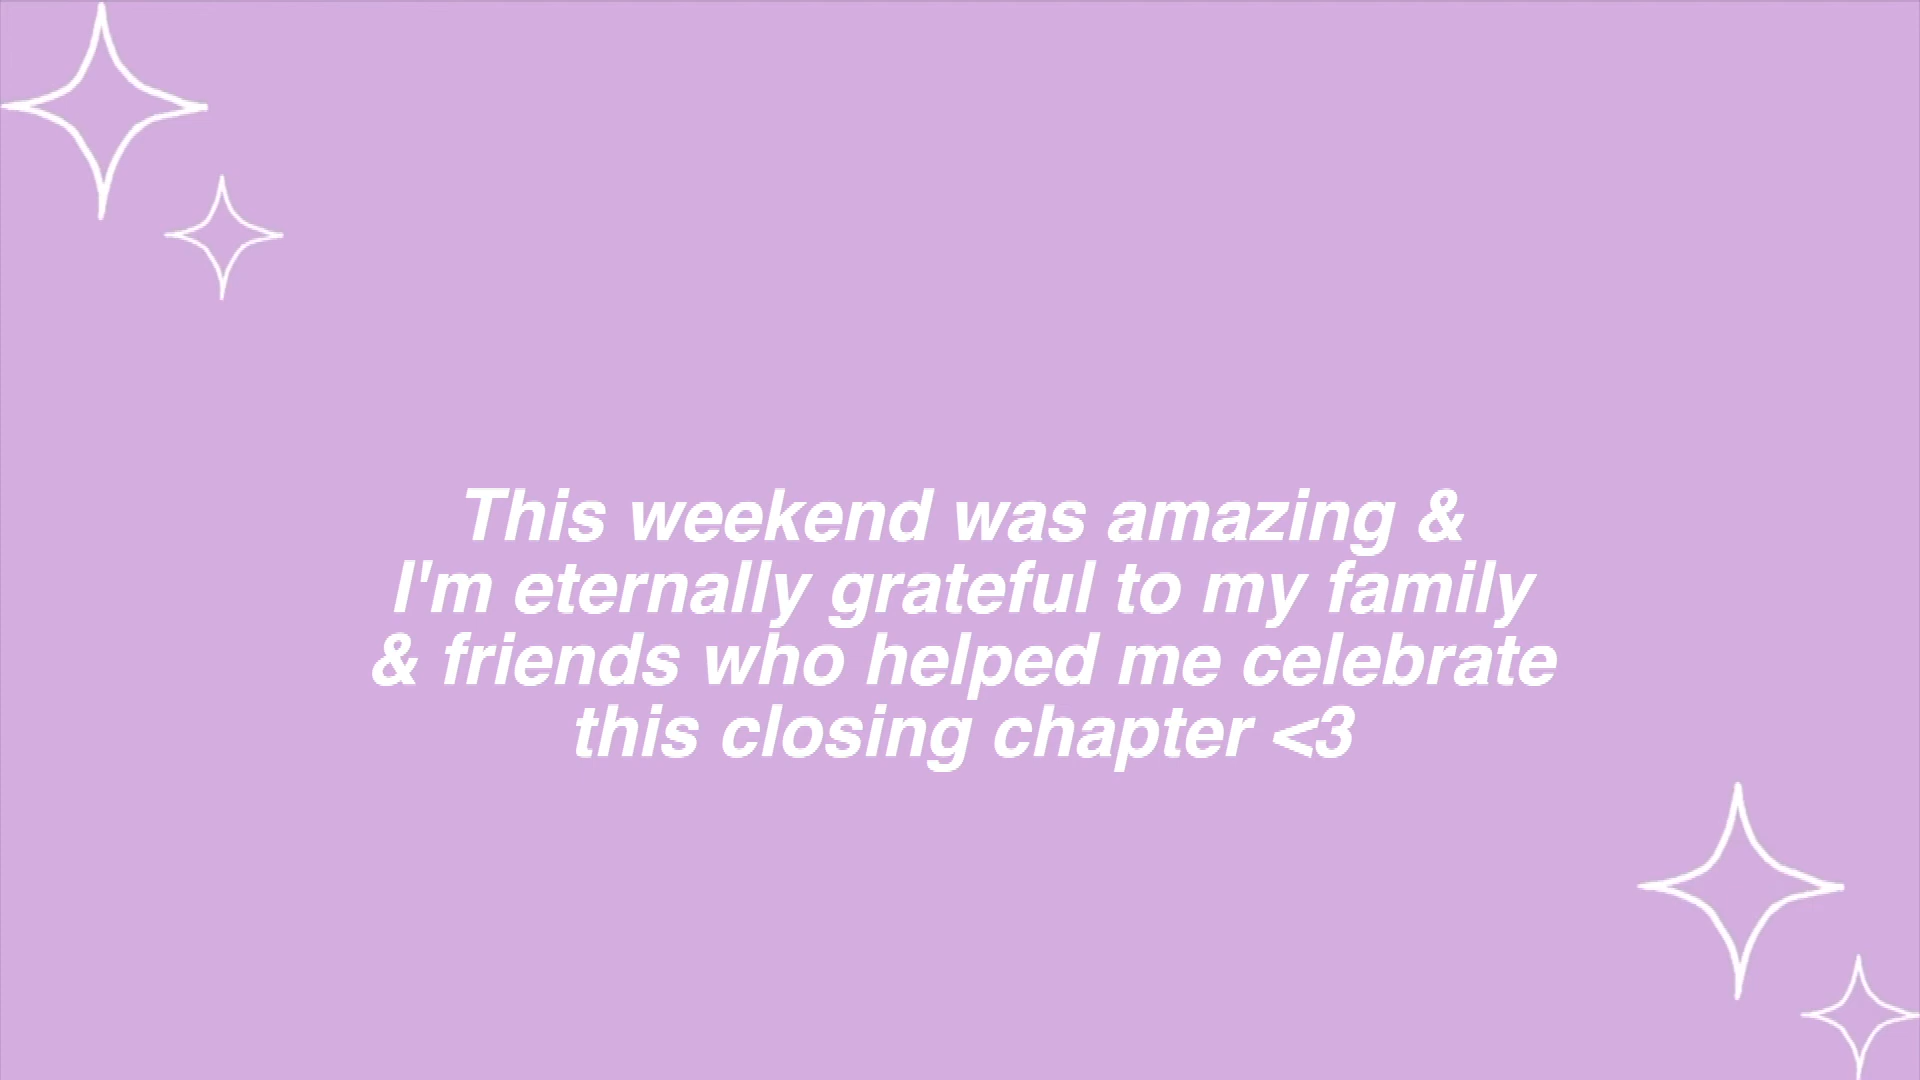 This weekend was amazing &
I'm eternally grateful to my family
& friends who helped me celebrate
this closing chapter <3